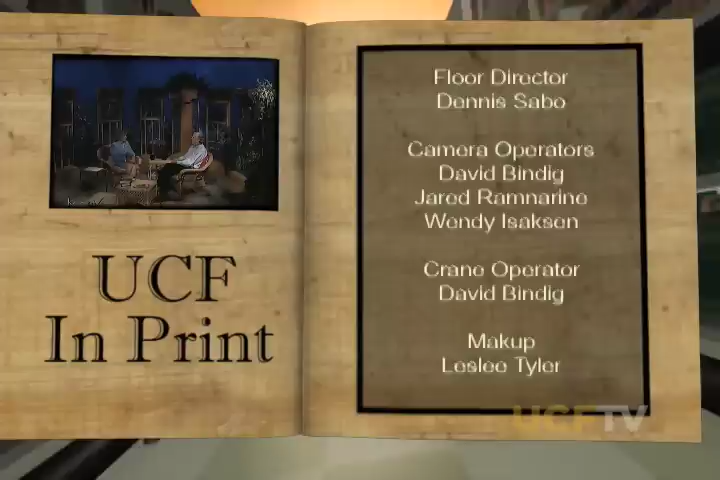 UCF
In Print
Floor Director
Dennis Sabo
Camera Operators
David Bindig
Jared Ramnarine
Wendy Isaksen
Crane Operator
David Bindig
Makup
Leslee Tyler
UCFTV